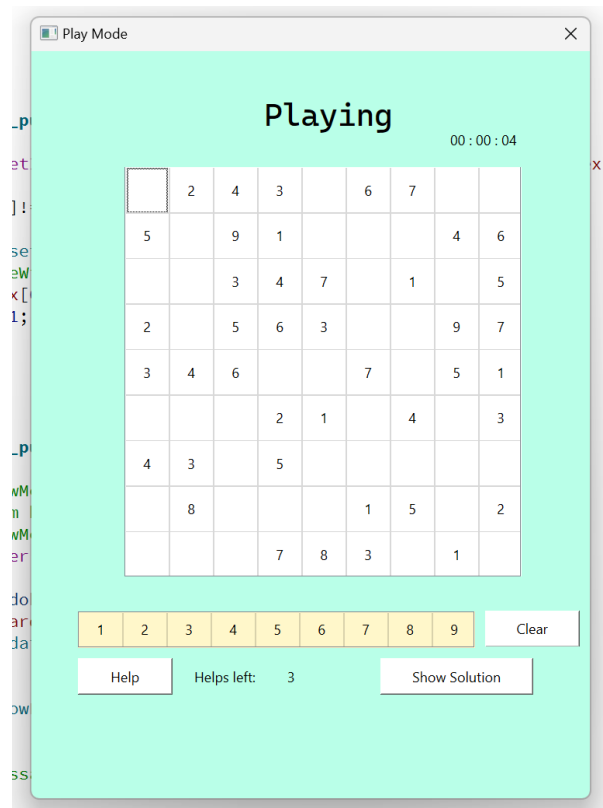 Play Mode
Playing
00 : 00 : 04
2 4 3 6 7
5 9 1 4 6
3 4 7 1 5
2 5 6 3 9 7
3 4 6 7 5 1
2 1 4 3
4 3 5
8 1 5 2
7 8 3 1
1 2 3 4 5 6 7 8 9 Clear
Help Helps left: 3 Show Solution